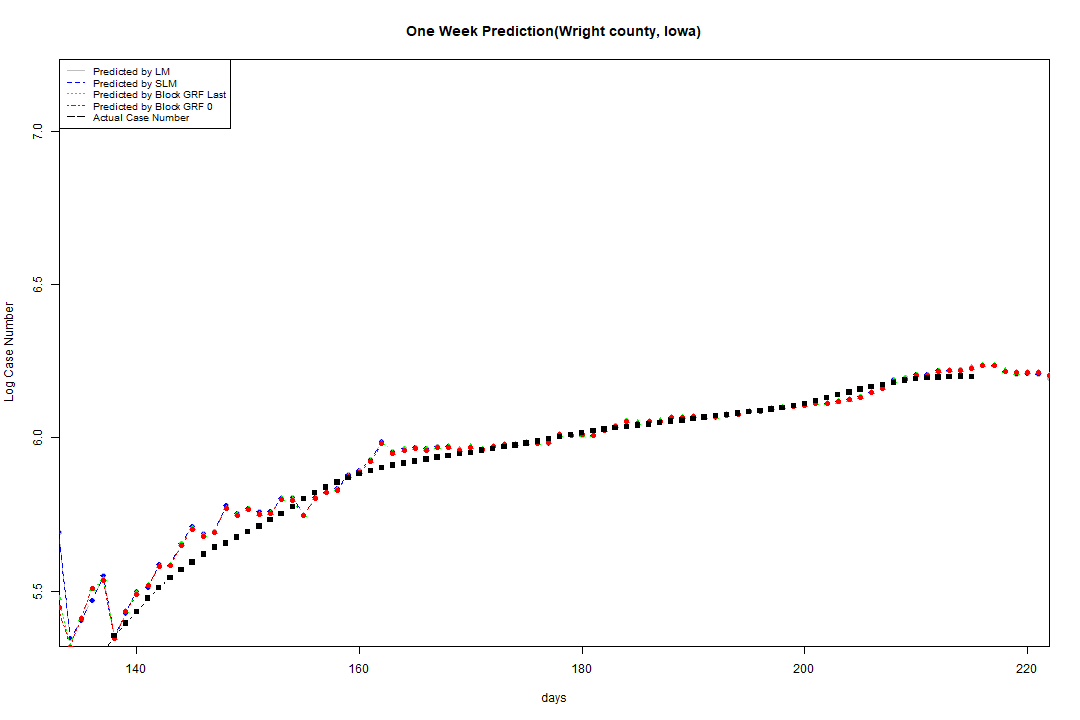 One Week Prediction(Wright county, Iowa)
Predicted by LM
Predicted by SLM
Predicted by Block GRF Last
Predicted by Block GRF 0
Actual Case Number
7.0
6.5
6.0
5.5
Log Case Number
140 160 180 200 220
days